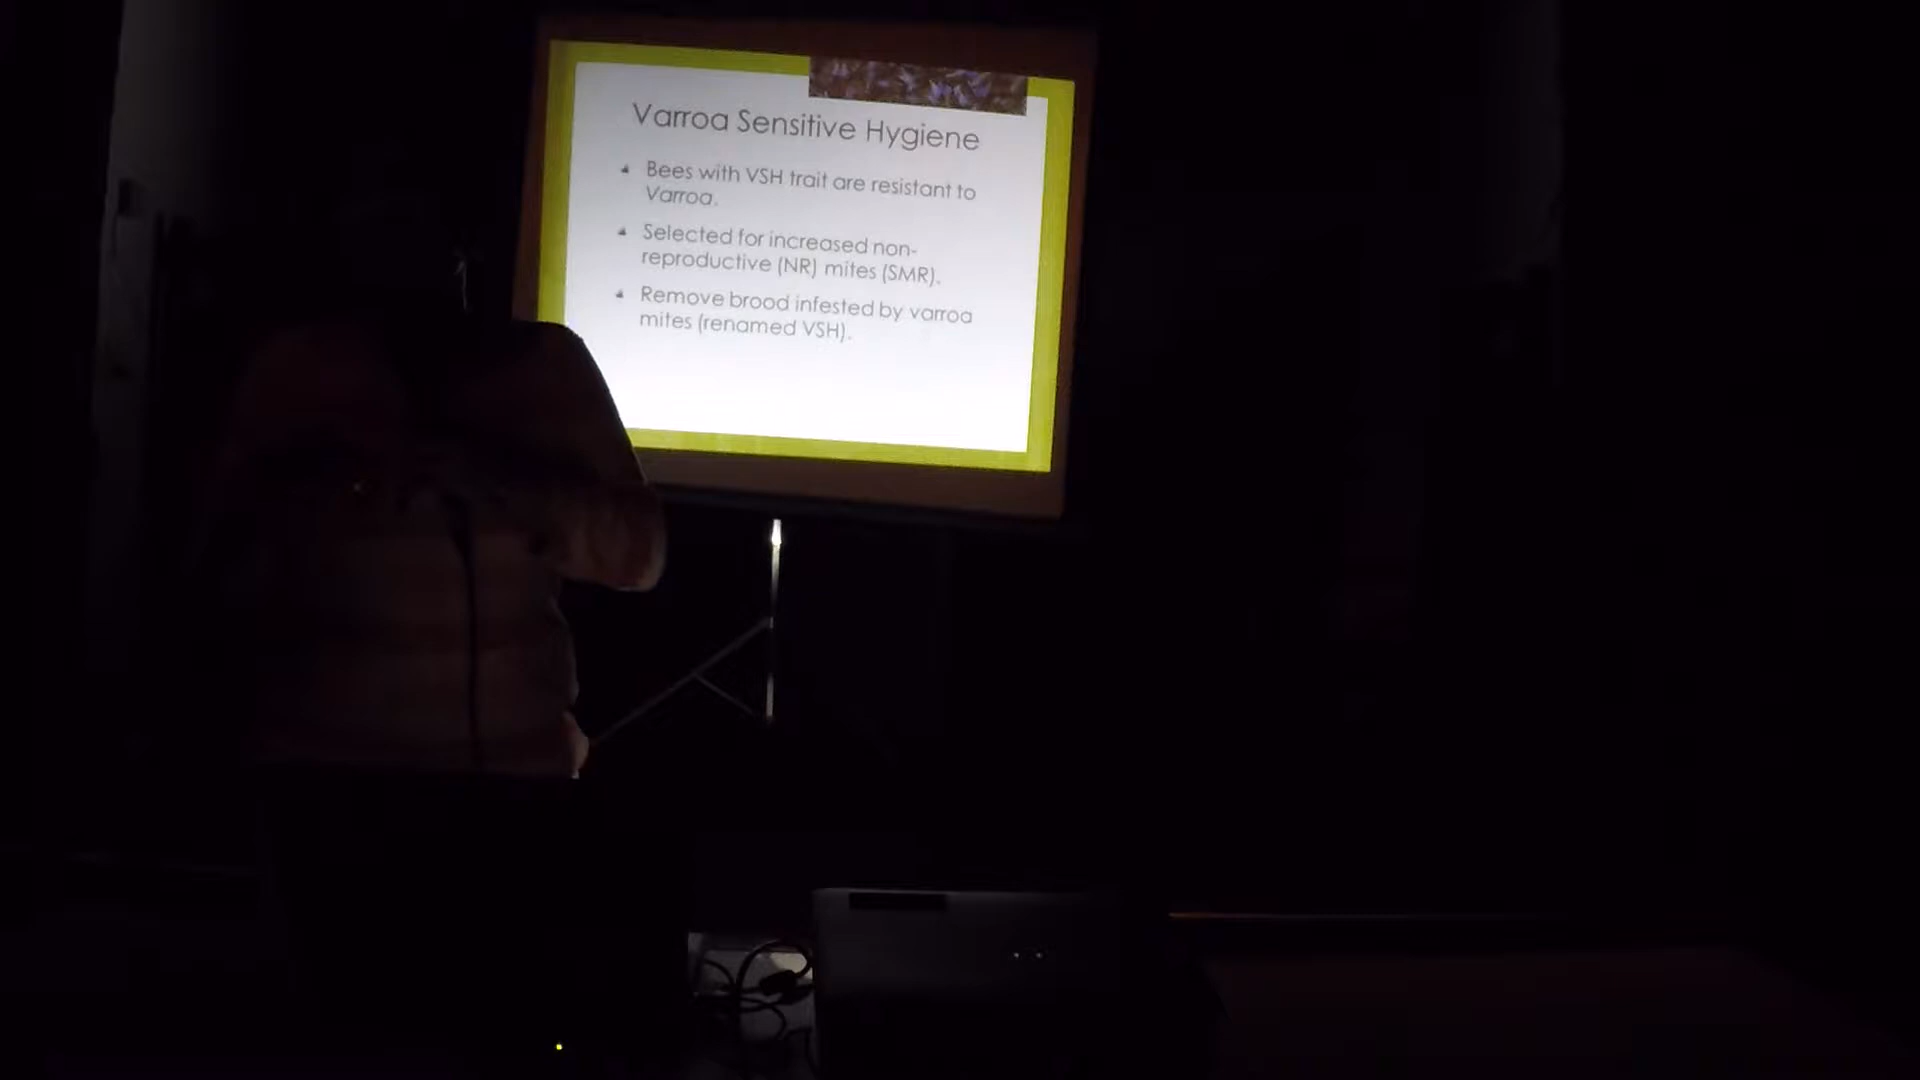 Varroa Sensitive Hygiene
Bees with VSH trait are resistant to
Varroa.
Selected for increased non-
reproductive (NR) mites (SMR).
Remove brood infested by varroa
mites (renamed VSH).